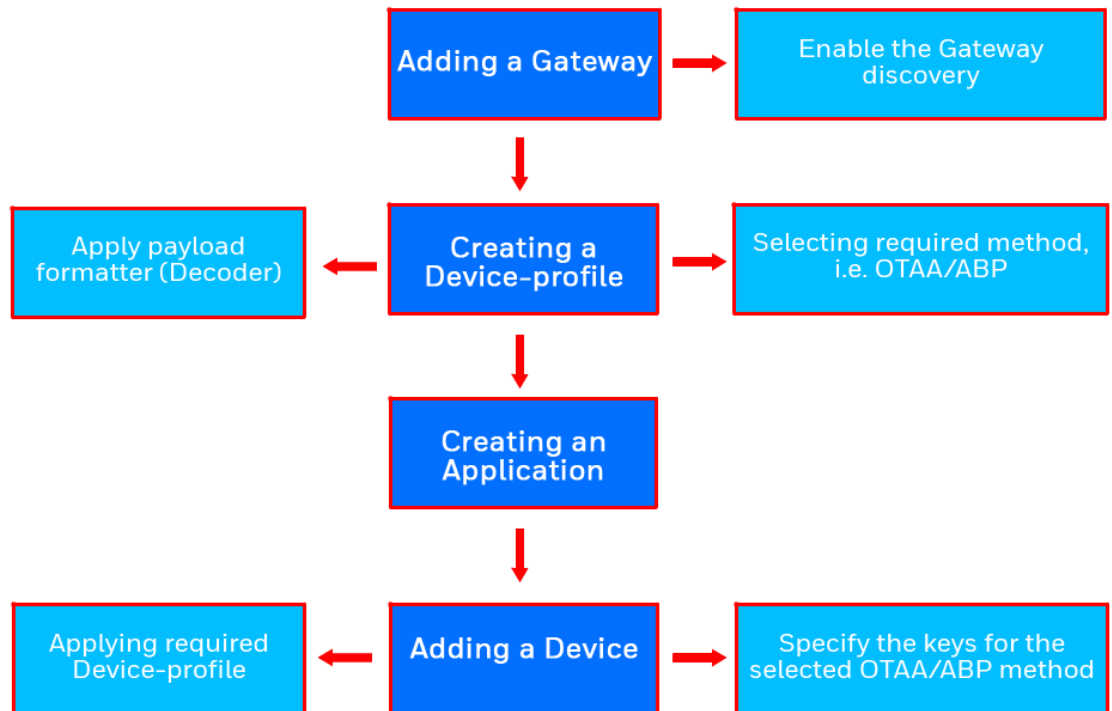 Adding a Gateway
Enable the Gateway
discovery
Apply payload
formatter (Decoder)
Creating a
Device-profile
Selecting required method,
i.e. OTAA/ABP
Creating an
Application
Applying required
Device-profile
Adding a Device
Specify the keys for the
selected OTAA/ABP method